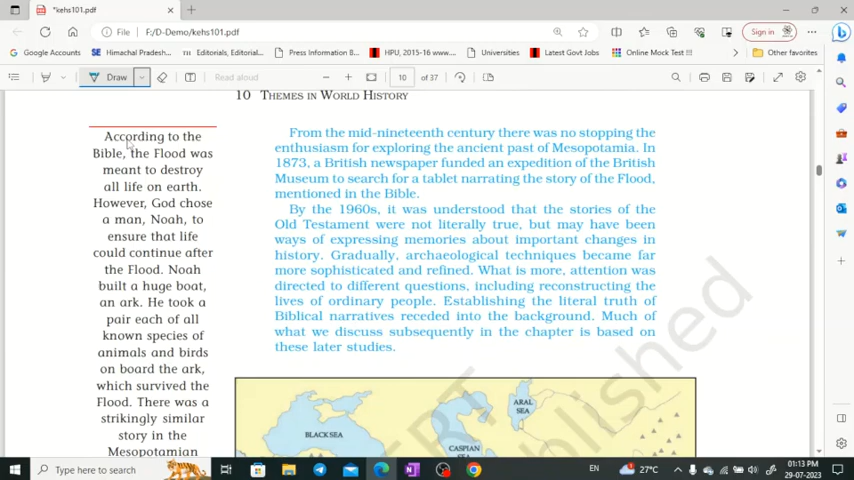 *kehs101.pdf
File
F:/D-Demo/kehs101.pdf
Sign in
Google Accounts
SE Himachal Pradesh...
TH Editorials, Editorial...
Press Information B...
HPU, 2015-16 www....
Universities
Latest Govt Jobs
Online Mock Test !!!
Other favorites
Draw
Read aloud
10 of 37
10 THEMES IN WORLD HISTORY
According to the
Bible, the Flood was
meant to destroy
all life on earth.
However, God chose
a man, Noah, to
ensure that life
could continue after
the Flood. Noah
built a huge boat,
an ark. He took a
pair each of all
known species of
animals and birds
on board the ark,
which survived the
Flood. There was a
strikingly similar
story in the
Mesopotamian
From the mid-nineteenth century there was no stopping the
enthusiasm for exploring the ancient past of Mesopotamia. In
1873, a British newspaper funded an expedition of the British
Museum to search for a tablet narrating the story of the Flood,
mentioned in the Bible.
By the 1960s, it was understood that the stories of the
Old Testament were not literally true, but may have been
ways of expressing memories about important changes in
history. Gradually, archaeological techniques became far
more sophisticated and refined. What is more, attention was
directed to different questions, including reconstructing the
lives of ordinary people. Establishing the literal truth of
Biblical narratives receded into the background. Much of
what we discuss subsequently in the chapter is based on
these later studies.
BLACK SEA
CASPIAN
ARAL
SEA
Type here to search
EN
27°C
01:13 PM
29-07-2023